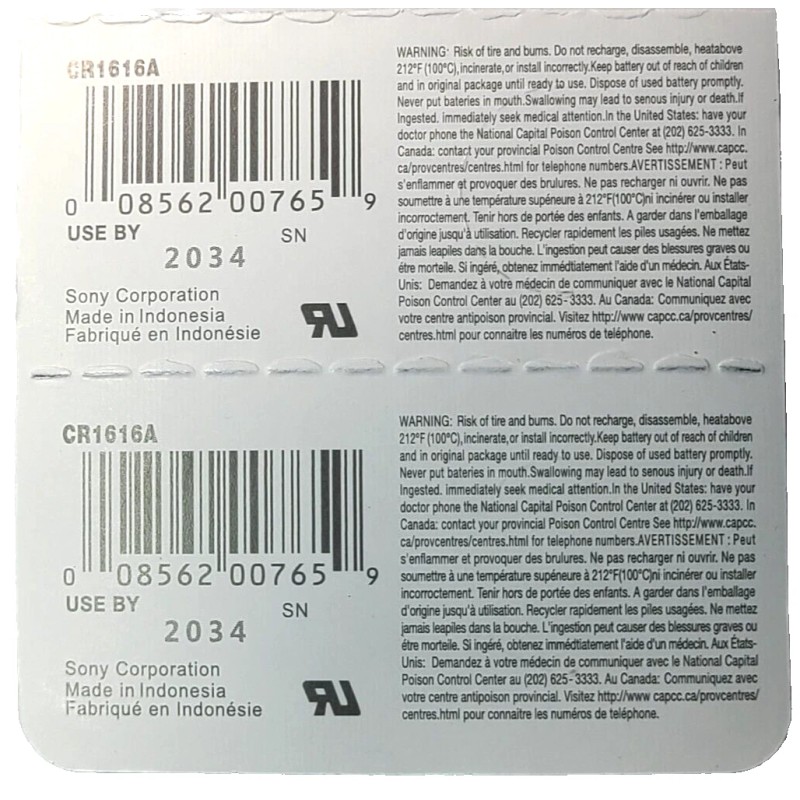 CR1616A
0 08562 00765 9
USE BY SN
2034
Sony Corporation
Made in Indonesia
Fabriqué en Indonésie
WARNING: Risk of tire and bums. Do not recharge, disassemble, heatabove
212°F (100°C),incinerate,or install incorrectly.Keep battery out of reach of children
and in original package until ready to use. Dispose of used battery promptly.
Never put bateries in mouth.Swallowing may lead to senous injury or death.If
Ingested. immediately seek medical attention.In the United States: have your
doctor phone the National Capital Poison Control Center at (202) 625-3333. In
Canada: contact your provincial Poison Control Centre See http://www.capcc.
ca/provcentres/centres.html for telephone numbers.AVERTISSEMENT : Peut
s'enflammer et provoquer des brulures. Ne pas recharger ni ouvrir. Ne pas
soumettre à une température supéneure à 212°F(100°C)ni incinérer ou installer
incorroctement. Tenir hors de portée des enfants. A garder dans l'emballage
d'origine jusqu'à utilisation. Recycler rapidement les piles usagées. Ne mettez
jamais leapiles dans la bouche. L'ingestion peut causer des blessures graves ou
étre morteile. Si ingéré, obtenez immédtiatement l'aide d'un médecin. Aux États-
Unis: Demandez à votre médecin de communiquer avec le National Capital
Poison Control Center au (202) 625-3333. Au Canada: Communiquez avec
votre centre antipoison provincial. Visitez http://www capcc.ca/provcentres/
centres.html pour connaitre les numéros de téléphone.
CR1616A
0 08562 00765 9
USE BY SN
2034
Sony Corporation
Made in Indonesia
Fabriqué en Indonésie
WARNING: Risk of tire and bums. Do not recharge, disassemble, heatabove
212°F (100°C),incinerate,or install incorrectly.Keep battery out of reach of children
and in original package until ready to use. Dispose of used battery promptly.
Never put bateries in mouth.Swallowing may lead to senous injury or death.If
Ingested. immediately seek medical attention.In the United States: have your
doctor phone the National Capital Poison Control Center at (202) 625-3333. In
Canada: contact your provincial Poison Control Centre See http://www.capcc.
ca/provcentres/centres.html for telephone numbers.AVERTISSEMENT : Peut
s'enflammer et provoquer des brulures. Ne pas recharger ni ouvrir. Ne pas
soumettre à une température supéneure à 212°F(100°C)ni incinérer ou installer
incorroctement. Tenir hors de portée des enfants. A garder dans l'emballage
d'origine jusqu'à utilisation. Recycler rapidement les piles usagées. Ne mettez
jamais leapiles dans la bouche. L'ingestion peut causer des blessures graves ou
étre morteile. Si ingéré, obtenez immédtiatement l'aide d'un médecin. Aux États-
Unis: Demandez à votre médecin de communiquer avec le National Capital
Poison Control Center au (202) 625-3333. Au Canada: Communiquez avec
votre centre antipoison provincial. Visitez http://www capcc.ca/provcentres/
centres.html pour connaitre les numéros de téléphone.